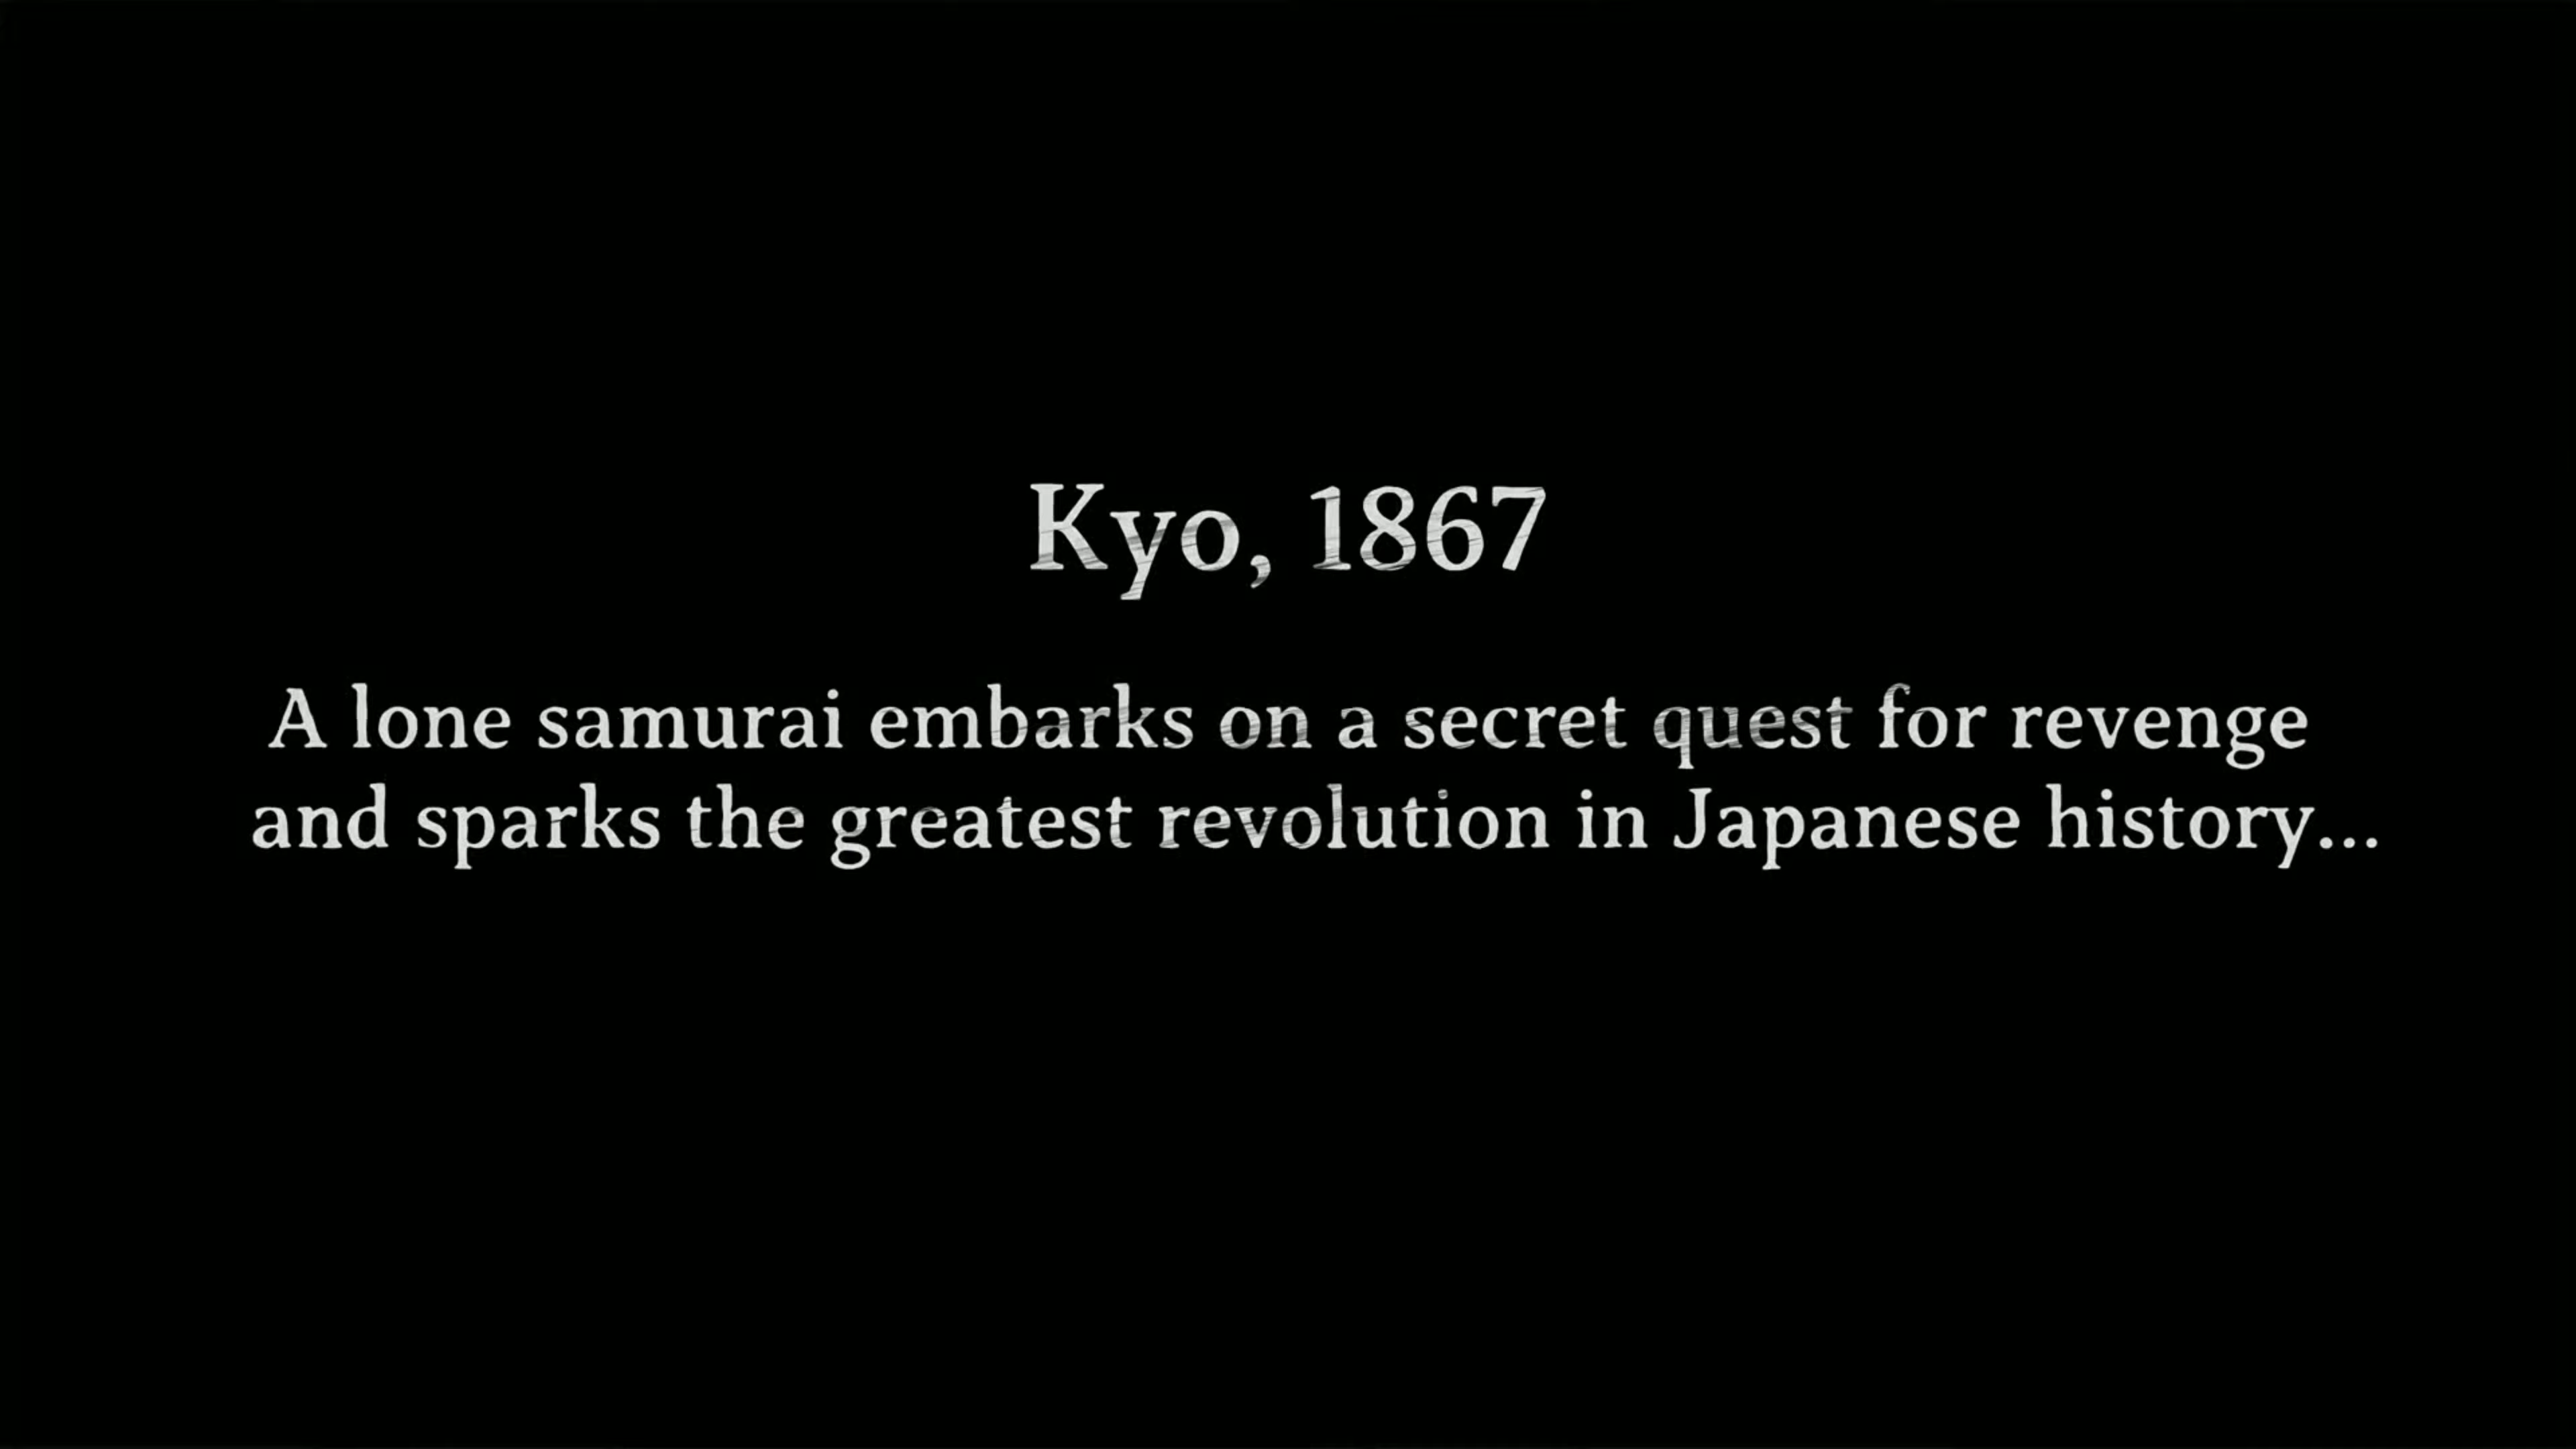 Kyo, 1867
A lone samurai embarks on a secret quest for revenge
and sparks the greatest revolution in Japanese history...